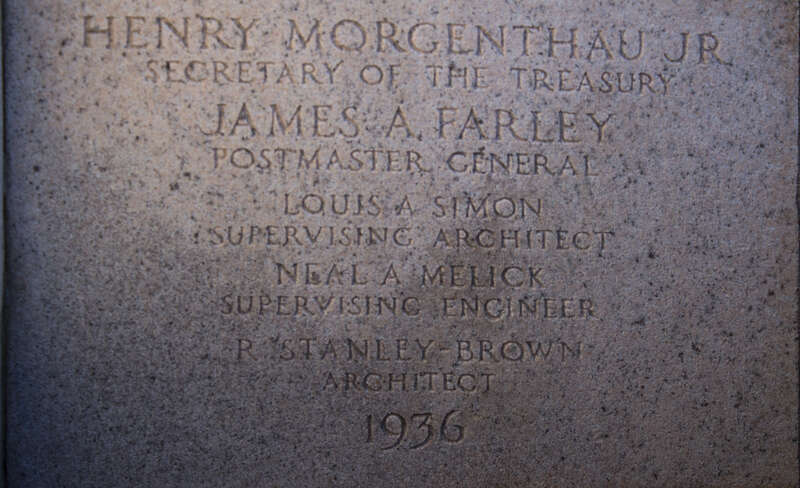 HENRY MORGENTHAU JR
SECRETARY OF THE TREASURY
JAMES A. FARLEY
POSTMASTER GENERAL
LOUIS A SIMON
SUPERVISING ARCHITECT
NEAL A MELICK
SUPERVISING ENGINEER
R STANLEY-BROWN
ARCHITECT
1936